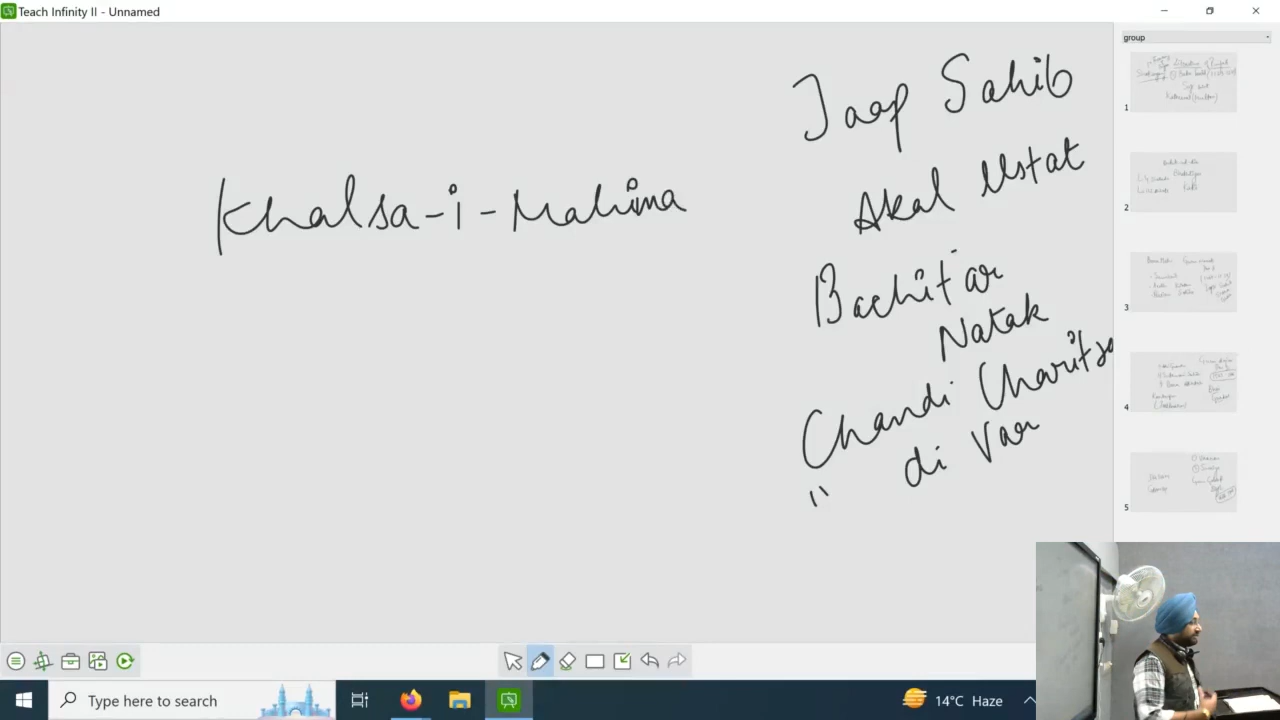 Teach Infinity II - Unnamed
group
Jaap Sahib
Akal Ustat
Khalsa-i-Mahima
Bachitar
Natak
Chandi Charitra
" di Var
1
2
3
4
5
Type here to search
14°C Haze